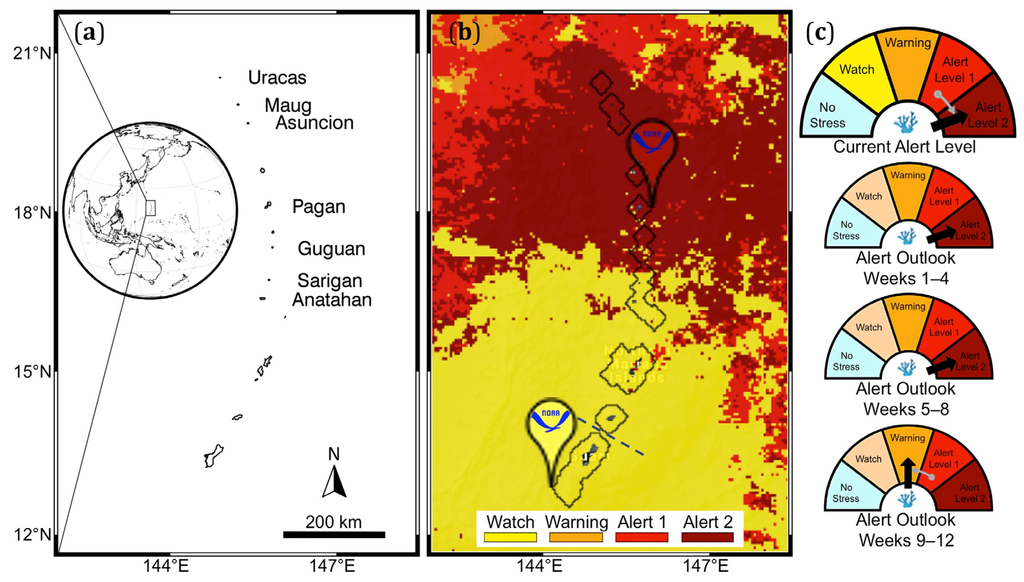 (a)
21°N
18°N
15°N
12°N
144°E
147°E
Uracas
Maug
Asuncion
Pagan
Guguan
Sarigan
Anatahan
N
200 km
(b)
NOAA
NOAA
Islands
Watch
Warning
Alert 1
Alert 2
144°E
147°E
(c)
No
Stress
Watch
Warning
Alert
Level 1
Alert
Level 2
Current Alert Level
No
Stress
Watch
Warning
Alert
Level 1
Alert
Level 2
Alert Outlook
Weeks 1–4
No
Stress
Watch
Warning
Alert
Level 1
Alert
Level 2
Alert Outlook
Weeks 5–8
No
Stress
Watch
Warning
Alert
Level 1
Alert
Level 2
Alert Outlook
Weeks 9–12